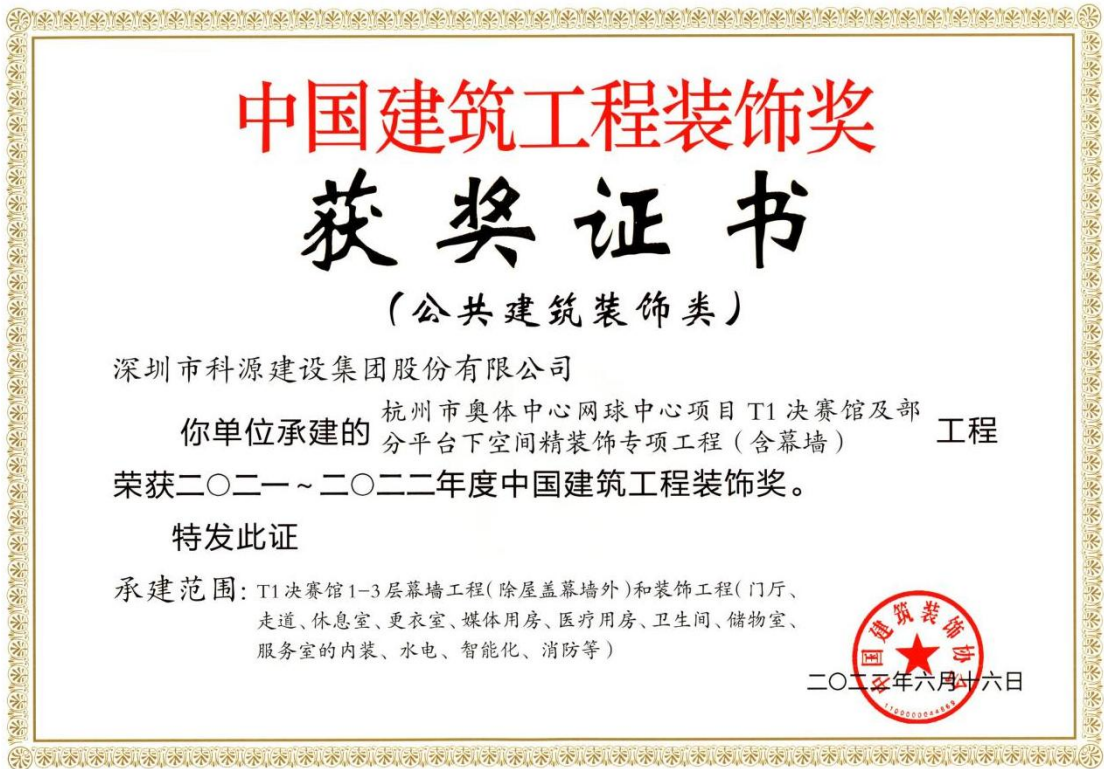 中国建筑工程装饰奖
获奖证书
（公共建筑装饰类）
深圳市科源建设集团股份有限公司
你单位承建的 杭州市奥体中心网球中心项目 T1 决赛馆及部
分平台下空间精装饰专项工程（含幕墙） 工程
荣获二〇二一~二〇二二年度中国建筑工程装饰奖。
特发此证
承建范围: T1决赛馆1-3层幕墙工程(除屋盖幕墙外)和装饰工程(门厅、
走道、休息室、更衣室、媒体用房、医疗用房、卫生间、储物室、
服务室的内装、水电、智能化、消防等)
中国建筑装饰协会
二〇二二年六月十六日